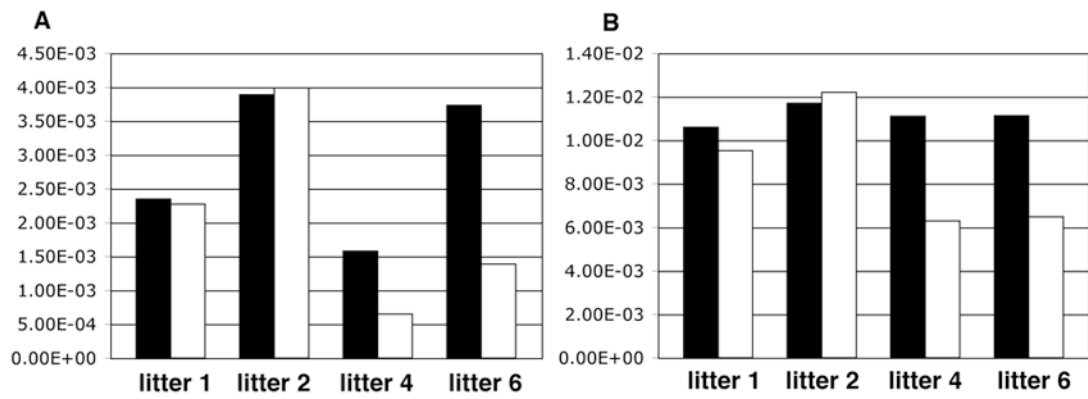 A
4.50E-03
4.00E-03
3.50E-03
3.00E-03
2.50E-03
2.00E-03
1.50E-03
1.00E-03
5.00E-04
0.00E+00
litter 1 litter 2 litter 4 litter 6
B
1.40E-02
1.20E-02
1.00E-02
8.00E-03
6.00E-03
4.00E-03
2.00E-03
0.00E+00
litter 1 litter 2 litter 4 litter 6